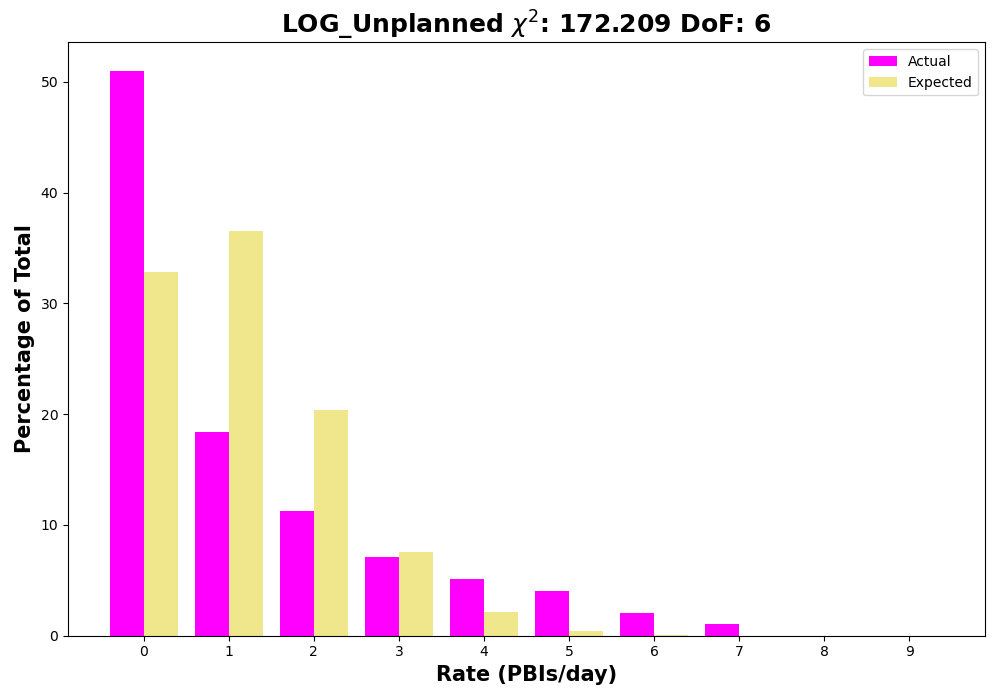 LOG_Unplanned χ²: 172.209 DoF: 6
Actual
Expected
Percentage of Total
50
40
30
20
10
0
0 1 2 3 4 5 6 7 8 9
Rate (PBIs/day)